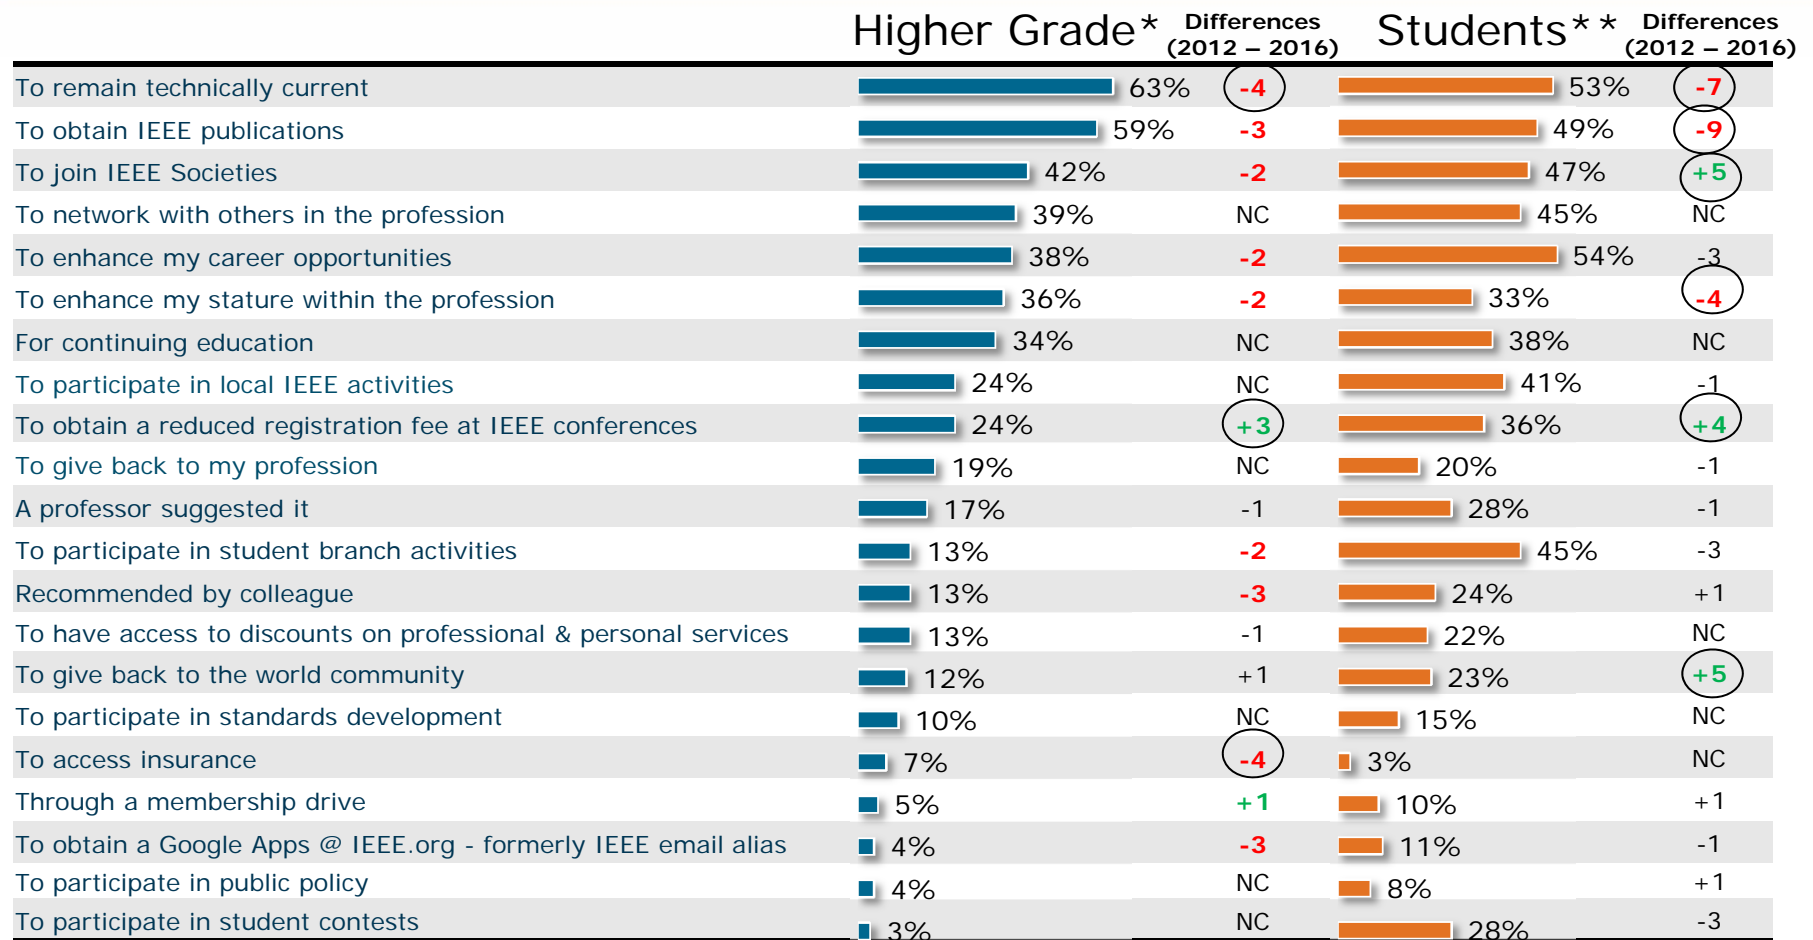 Higher Grade* Differences (2012 – 2016) Students** Differences (2012 – 2016)
To remain technically current 63% -4 53% -7
To obtain IEEE publications 59% -3 49% -9
To join IEEE Societies 42% -2 47% +5
To network with others in the profession 39% NC 45% NC
To enhance my career opportunities 38% -2 54% -3
To enhance my stature within the profession 36% -2 33% -4
For continuing education 34% NC 38% NC
To participate in local IEEE activities 24% NC 41% -1
To obtain a reduced registration fee at IEEE conferences 24% +3 36% +4
To give back to my profession 19% NC 20% -1
A professor suggested it 17% -1 28% -1
To participate in student branch activities 13% -2 45% -3
Recommended by colleague 13% -3 24% +1
To have access to discounts on professional & personal services 13% -1 22% NC
To give back to the world community 12% +1 23% +5
To participate in standards development 10% NC 15% NC
To access insurance 7% -4 3% NC
Through a membership drive 5% +1 10% +1
To obtain a Google Apps @ IEEE.org - formerly IEEE email alias 4% -3 11% -1
To participate in public policy 4% NC 8% +1
To participate in student contests 3% NC 28% -3